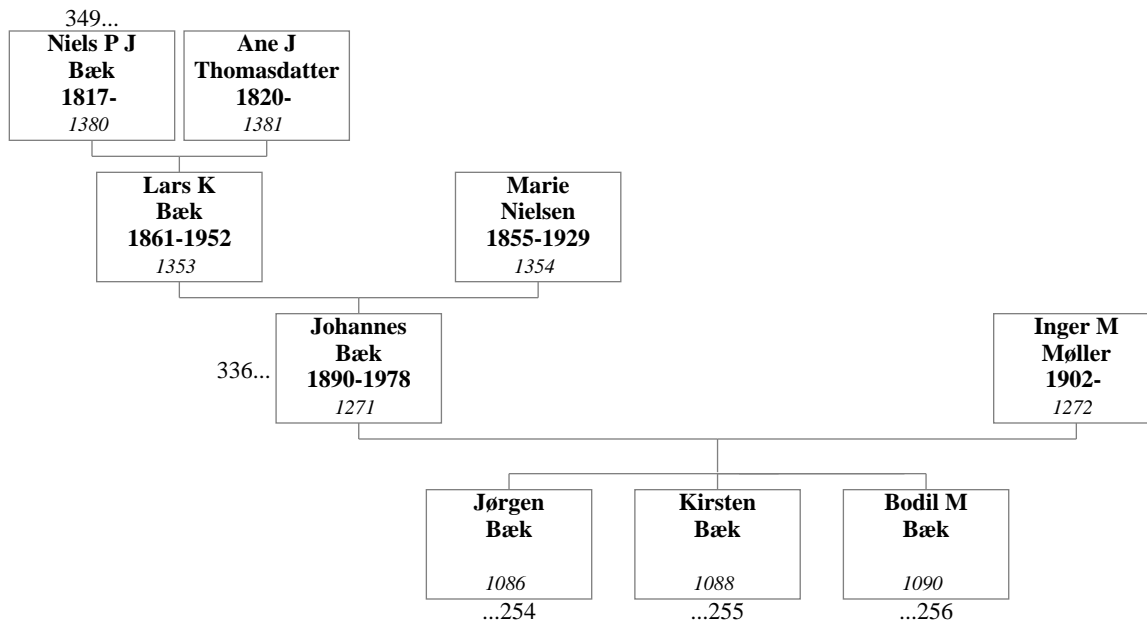 349...
Niels P J
Bæk
1817-
1380
Ane J
Thomasdatter
1820-
1381
Lars K
Bæk
1861-1952
1353
Marie
Nielsen
1855-1929
1354
336...
Johannes
Bæk
1890-1978
1271
Inger M
Møller
1902-
1272
Jørgen
Bæk
1086
...254
Kirsten
Bæk
1088
...255
Bodil M
Bæk
1090
...256